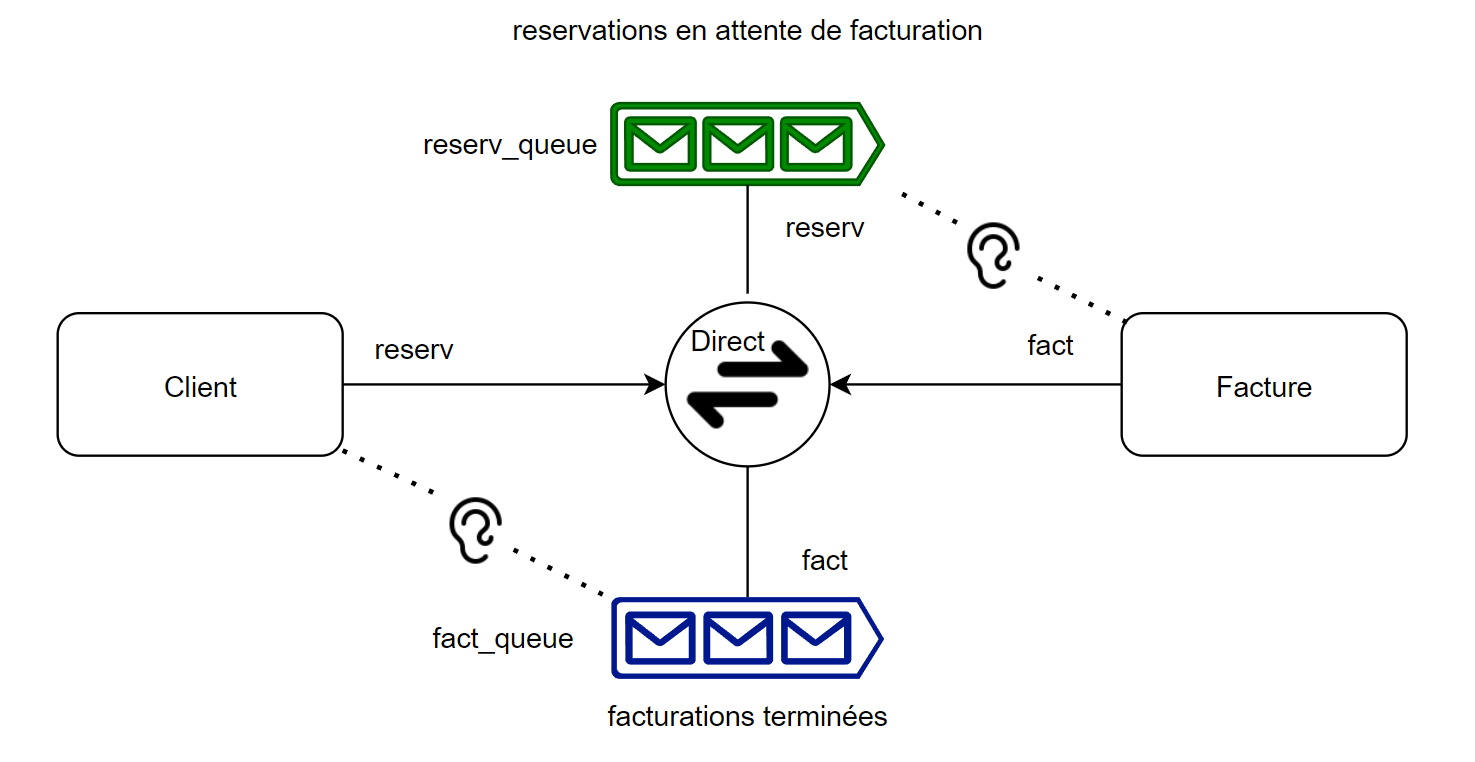 reservations en attente de facturation
reserv_queue
reserv
Direct
reserv
fact
Client
Facture
fact
fact_queue
facturations terminées